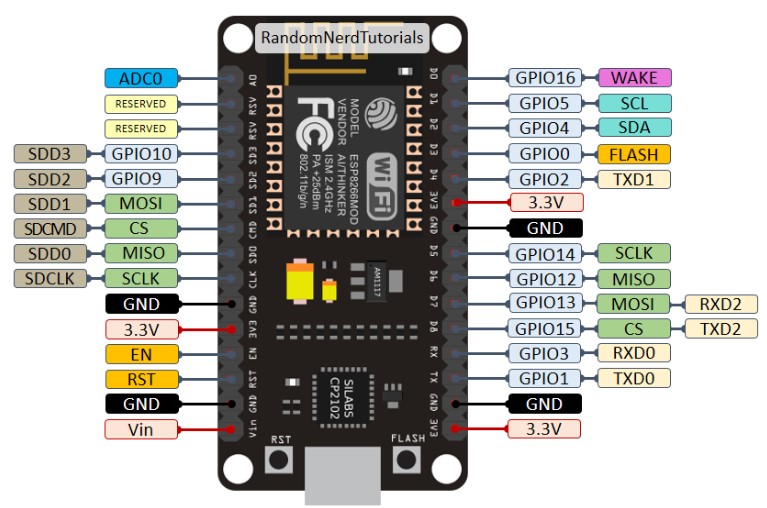 RandomNerdTutorials
ADC0
RESERVED
RESERVED
SDD3 GPIO10
SDD2 GPIO9
SDD1 MOSI
SDCMD CS
SDD0 MISO
SDCLK SCLK
GND
3.3V
EN
RST
GND
Vin
A0
RSV
RSV
SD3
SD2
SD1
CMD
SD0
CLK
GND
3V3
EN
RST
GND
Vin
MODEL ESP8266MOD
VENDOR AI/THINKER
ISM 2.4GHz
PA +25dBm
802.11b/g/n
FC
Wi Fi
AM1117
SILABS
CP2102
RST
FLASH
D0
D1
D2
D3
D4
3V3
GND
D5
D6
D7
D8
RX
TX
GND
3V3
GPIO16 WAKE
GPIO5 SCL
GPIO4 SDA
GPIO0 FLASH
GPIO2 TXD1
3.3V
GND
GPIO14 SCLK
GPIO12 MISO
GPIO13 MOSI RXD2
GPIO15 CS TXD2
GPIO3 RXD0
GPIO1 TXD0
GND
3.3V